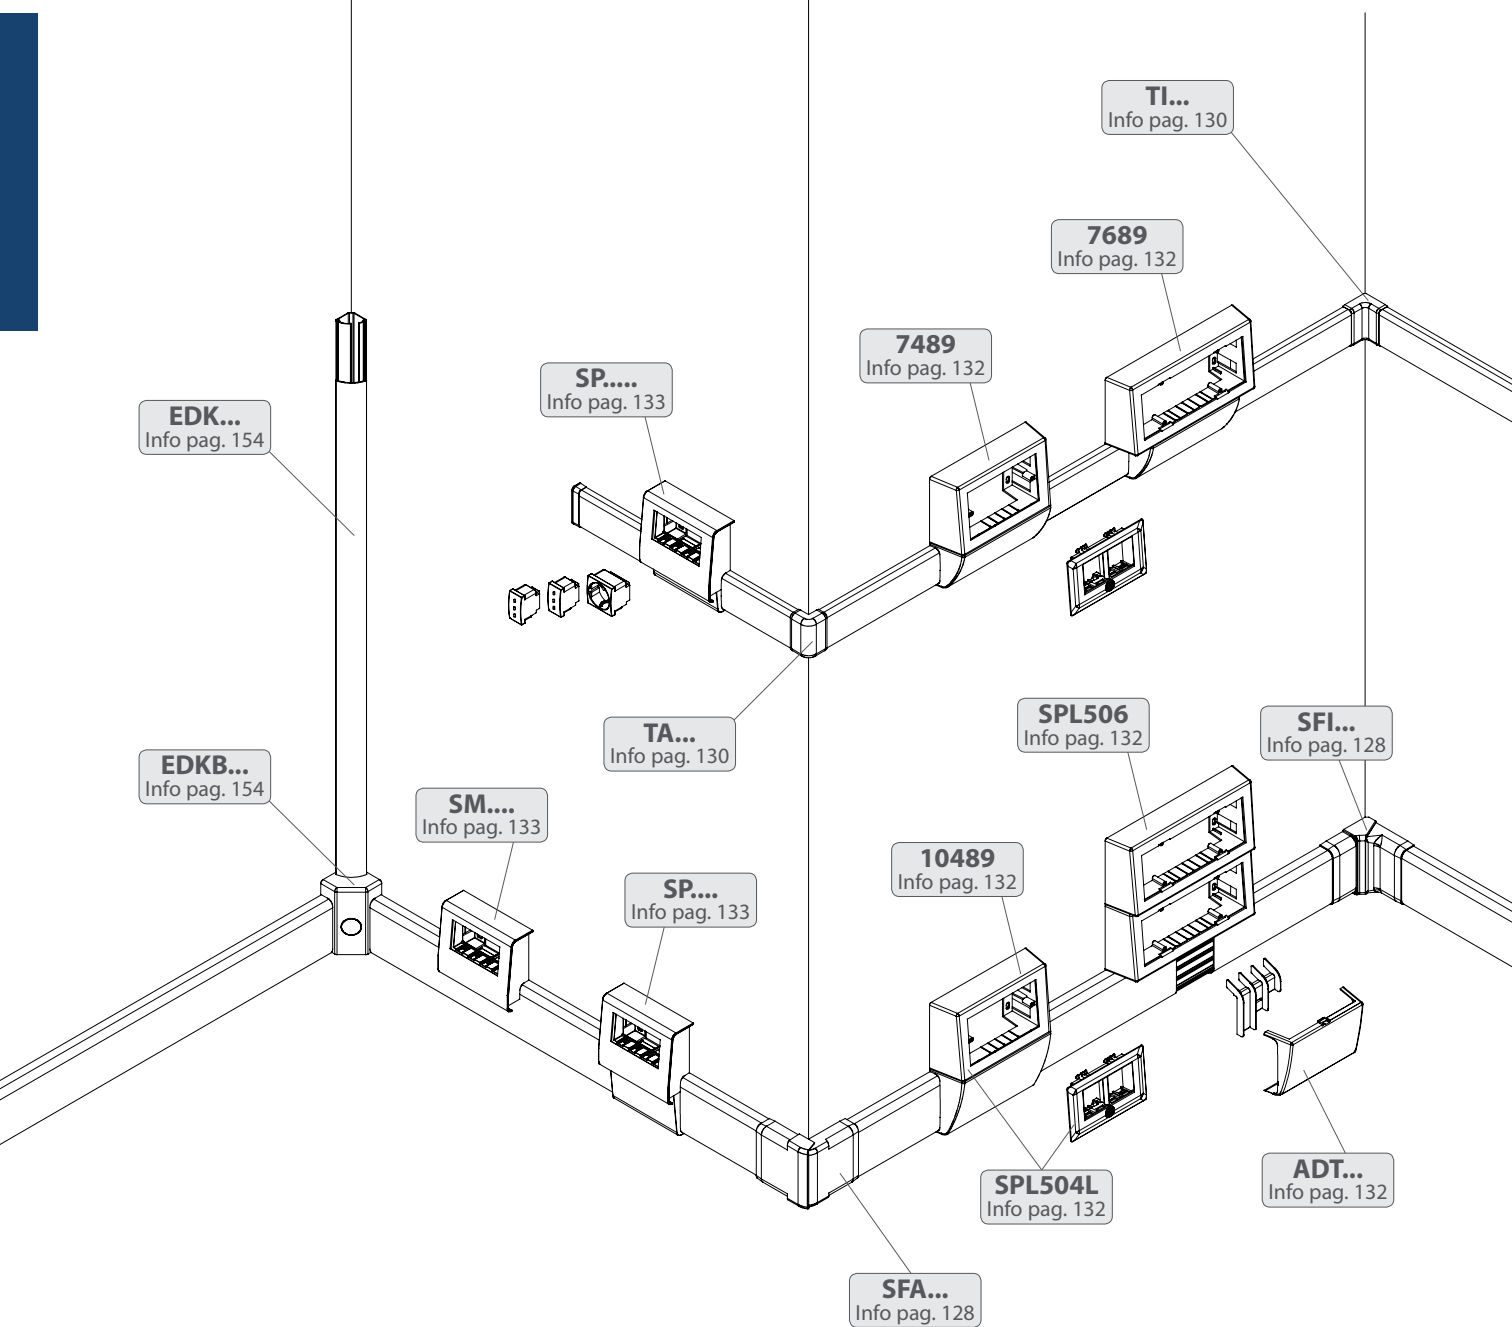 TI...
Info pag. 130
7689
Info pag. 132
7489
Info pag. 132
SP.....
Info pag. 133
EDK...
Info pag. 154
TA...
Info pag. 130
SPL506
Info pag. 132
SFI...
Info pag. 128
EDKB...
Info pag. 154
SM....
Info pag. 133
10489
Info pag. 132
SP....
Info pag. 133
ADT...
Info pag. 132
SPL504L
Info pag. 132
SFA...
Info pag. 128